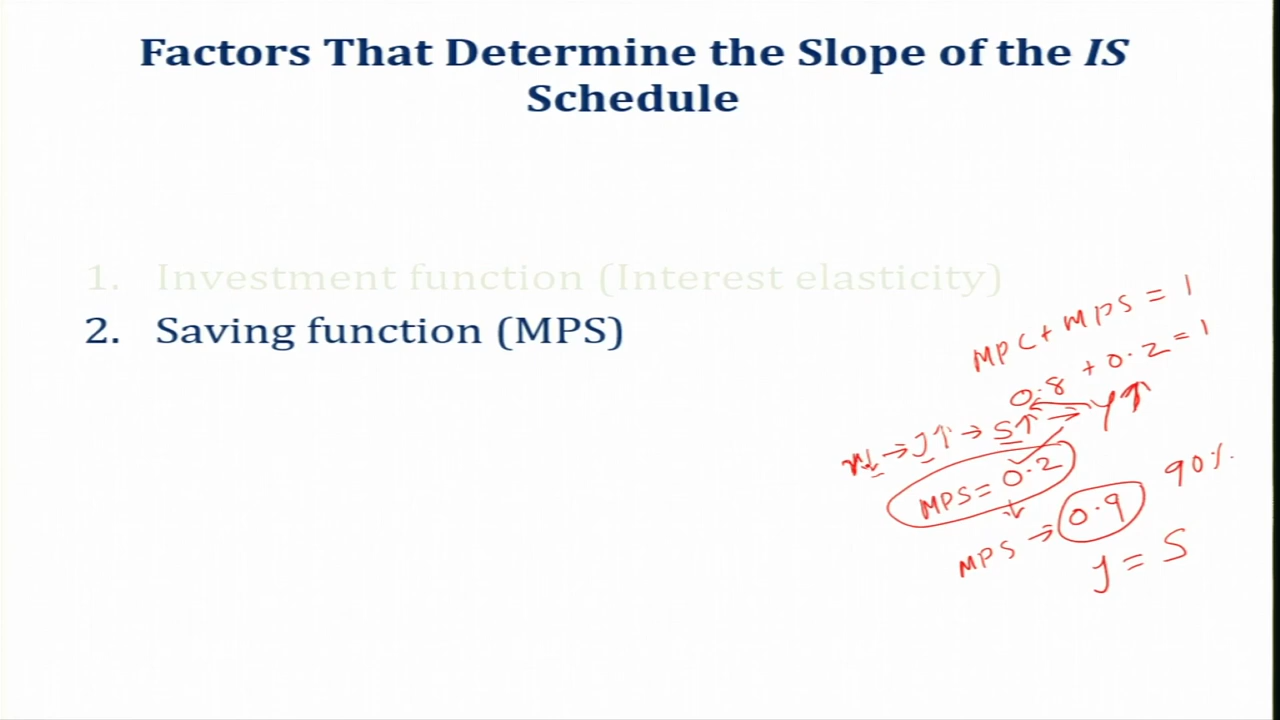 Factors That Determine the Slope of the IS
Schedule
1. Investment function (Interest elasticity)
2. Saving function (MPS)
MPC + MPS = 1
0.8 + 0.2 = 1
r↓ → I↑ → S↑ → Y↑
MPS = 0.2
MPS → 0.9
90%
I = S